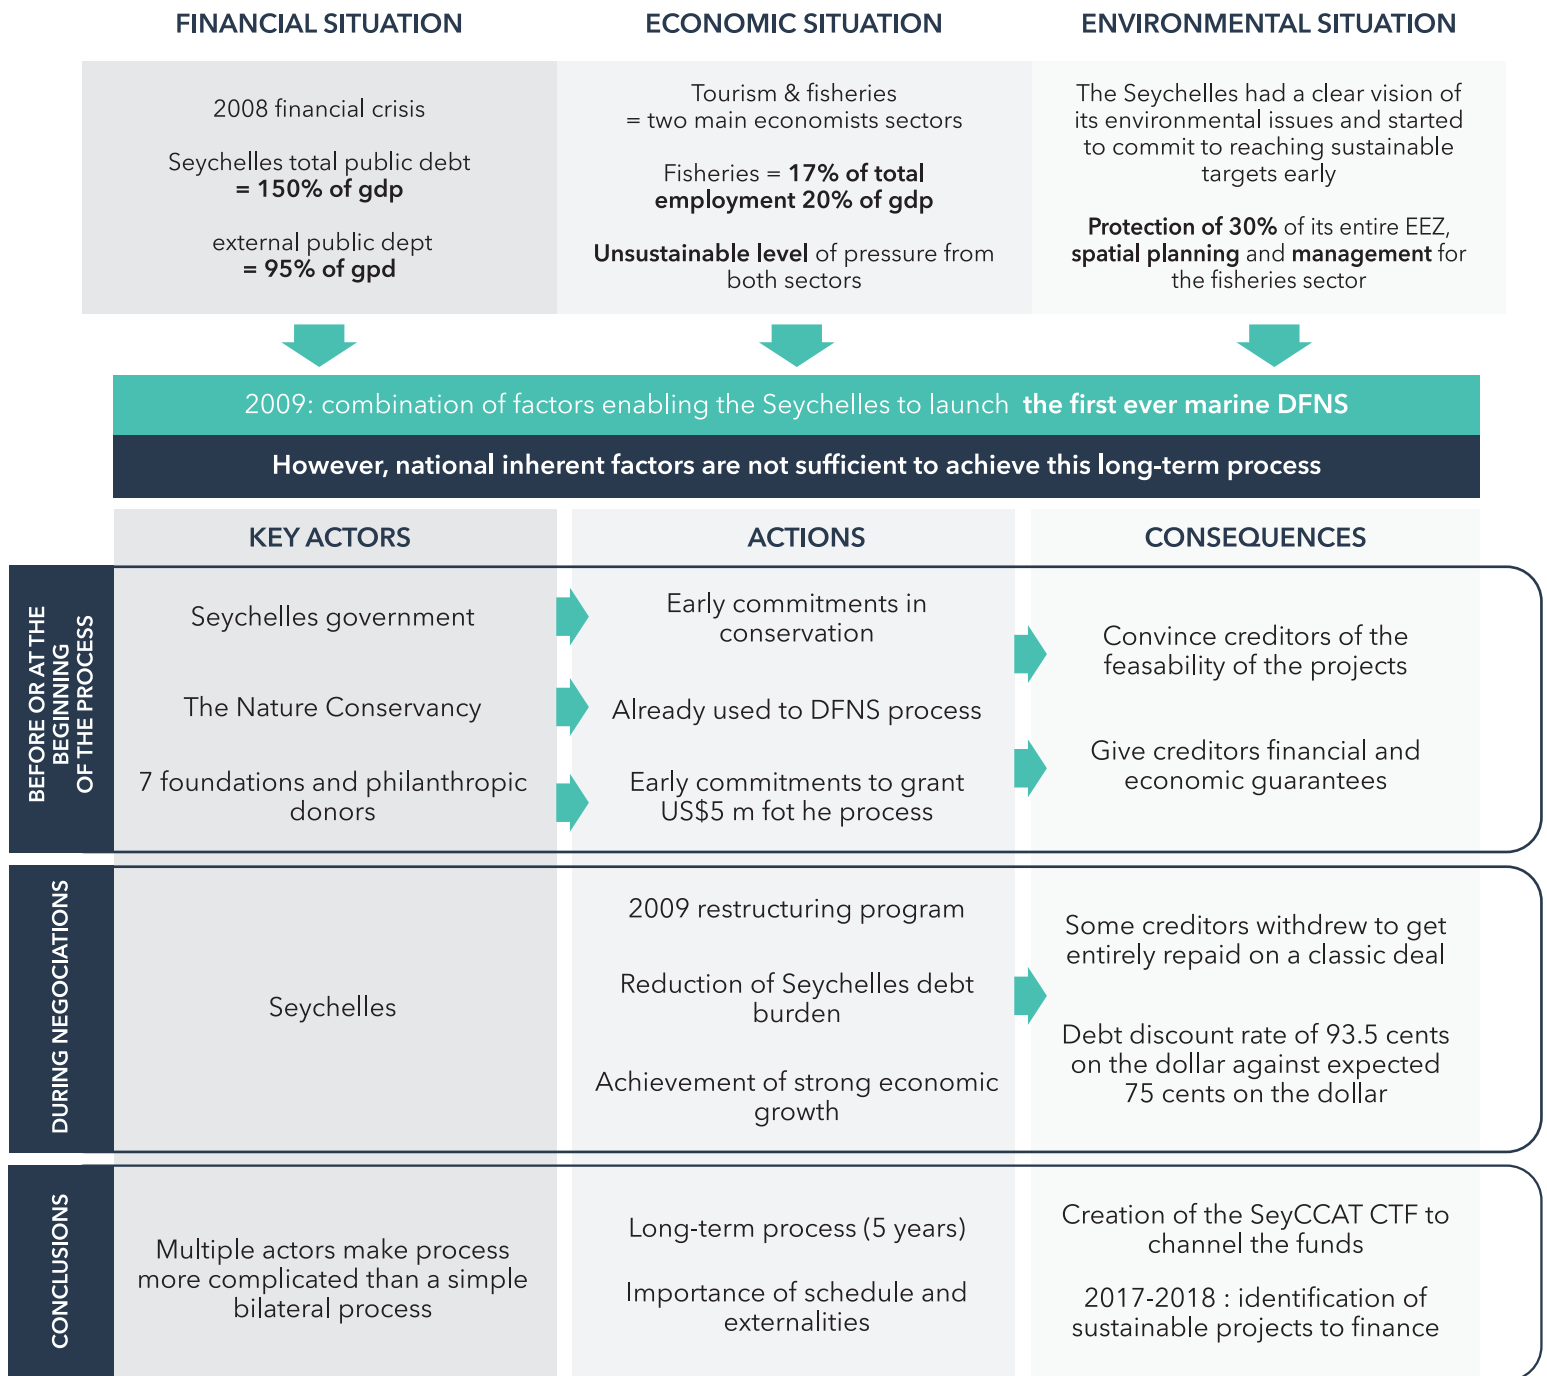 FINANCIAL SITUATION
ECONOMIC SITUATION
ENVIRONMENTAL SITUATION
2008 financial crisis
Seychelles total public debt
= 150% of gdp
external public dept
= 95% of gpd
Tourism & fisheries
= two main economists sectors
Fisheries = 17% of total
employment 20% of gdp
Unsustainable level of pressure from
both sectors
The Seychelles had a clear vision of
its environmental issues and started
to commit to reaching sustainable
targets early
Protection of 30% of its entire EEZ,
spatial planning and management for
the fisheries sector
2009: combination of factors enabling the Seychelles to launch the first ever marine DFNS
However, national inherent factors are not sufficient to achieve this long-term process
KEY ACTORS
ACTIONS
CONSEQUENCES
BEFORE OR AT THE
BEGINNING
OF THE PROCESS
Seychelles government
Early commitments in
conservation
The Nature Conservancy
Already used to DFNS process
7 foundations and philanthropic
donors
Early commitments to grant
US$5 m fot he process
Convince creditors of the
feasability of the projects
Give creditors financial and
economic guarantees
DURING NEGOCIATIONS
Seychelles
2009 restructuring program
Reduction of Seychelles debt
burden
Achievement of strong economic
growth
Some creditors withdrew to get
entirely repaid on a classic deal
Debt discount rate of 93.5 cents
on the dollar against expected
75 cents on the dollar
CONCLUSIONS
Multiple actors make process
more complicated than a simple
bilateral process
Long-term process (5 years)
Importance of schedule and
externalities
Creation of the SeyCCAT CTF to
channel the funds
2017-2018 : identification of
sustainable projects to finance